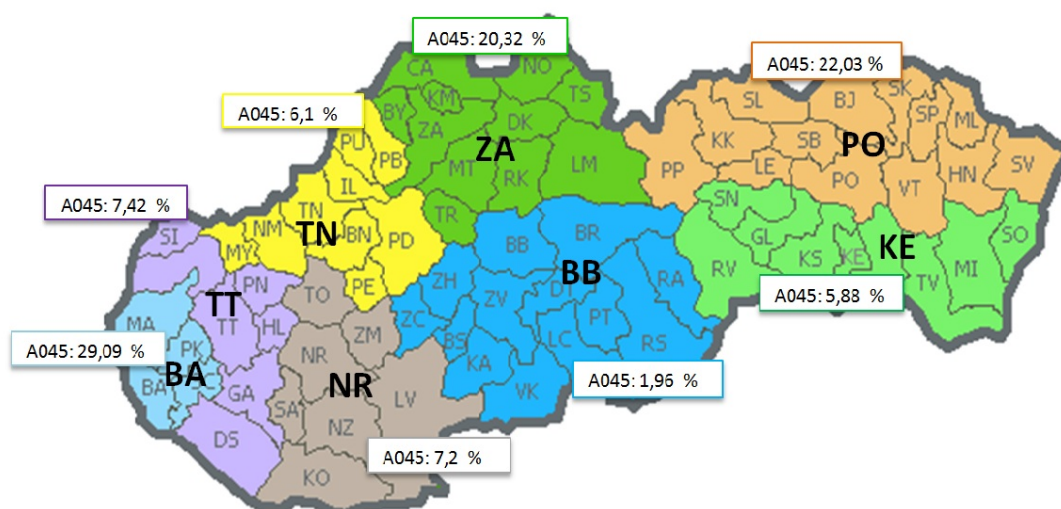 A045: 20,32 %
A045: 22,03 %
A045: 6,1 %
A045: 7,42 %
A045: 29,09 %
A045: 5,88 %
A045: 1,96 %
A045: 7,2 %
CA
NO
BY
KM
TS
ZA
DK
MT
ZA
RK
LM
TR
SL
BJ
SK
SP
ML
KK
SB
PO
PP
LE
PO
VT
HN
SV
PU
PB
IL
TN
TN
BN
PD
NM
MY
PE
SI
PN
TT
TT
HL
GA
DS
MA
PK
BA
BA
SC
TO
ZM
NR
NR
SA
NZ
LV
KO
BB
BR
BB
ZH
ZV
DT
RA
ZC
BS
KA
LC
PT
RS
VK
SN
GL
RV
KS
KE
KE
TV
MI
SO